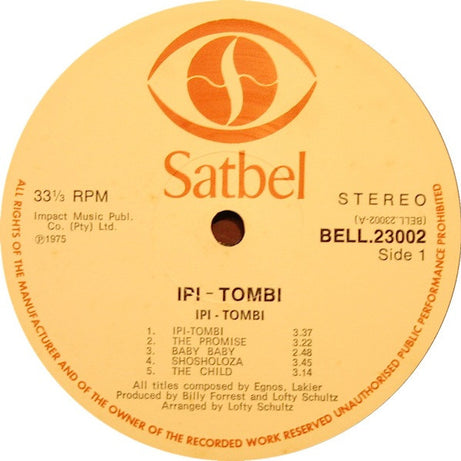 Satbel
33⅓ RPM
Impact Music Publ.
Co. (Pty) Ltd.
℗1975
STEREO
(BELL.23002-A)
BELL.23002
Side 1
IPI - TOMBI
IPI - TOMBI
1. IPI-TOMBI 3.37
2. THE PROMISE 3.22
3. BABY BABY 2.48
4. SHOSHOLOZA 3.45
5. THE CHILD 3.14
All titles composed by Egnos, Lakier
Produced by Billy Forrest and Lofty Schultz
Arranged by Lofty Schultz
ALL RIGHTS OF THE MANUFACTURER AND OF THE OWNER OF THE RECORDED WORK RESERVED UNAUTHORISED PUBLIC PERFORMANCE PROHIBITED